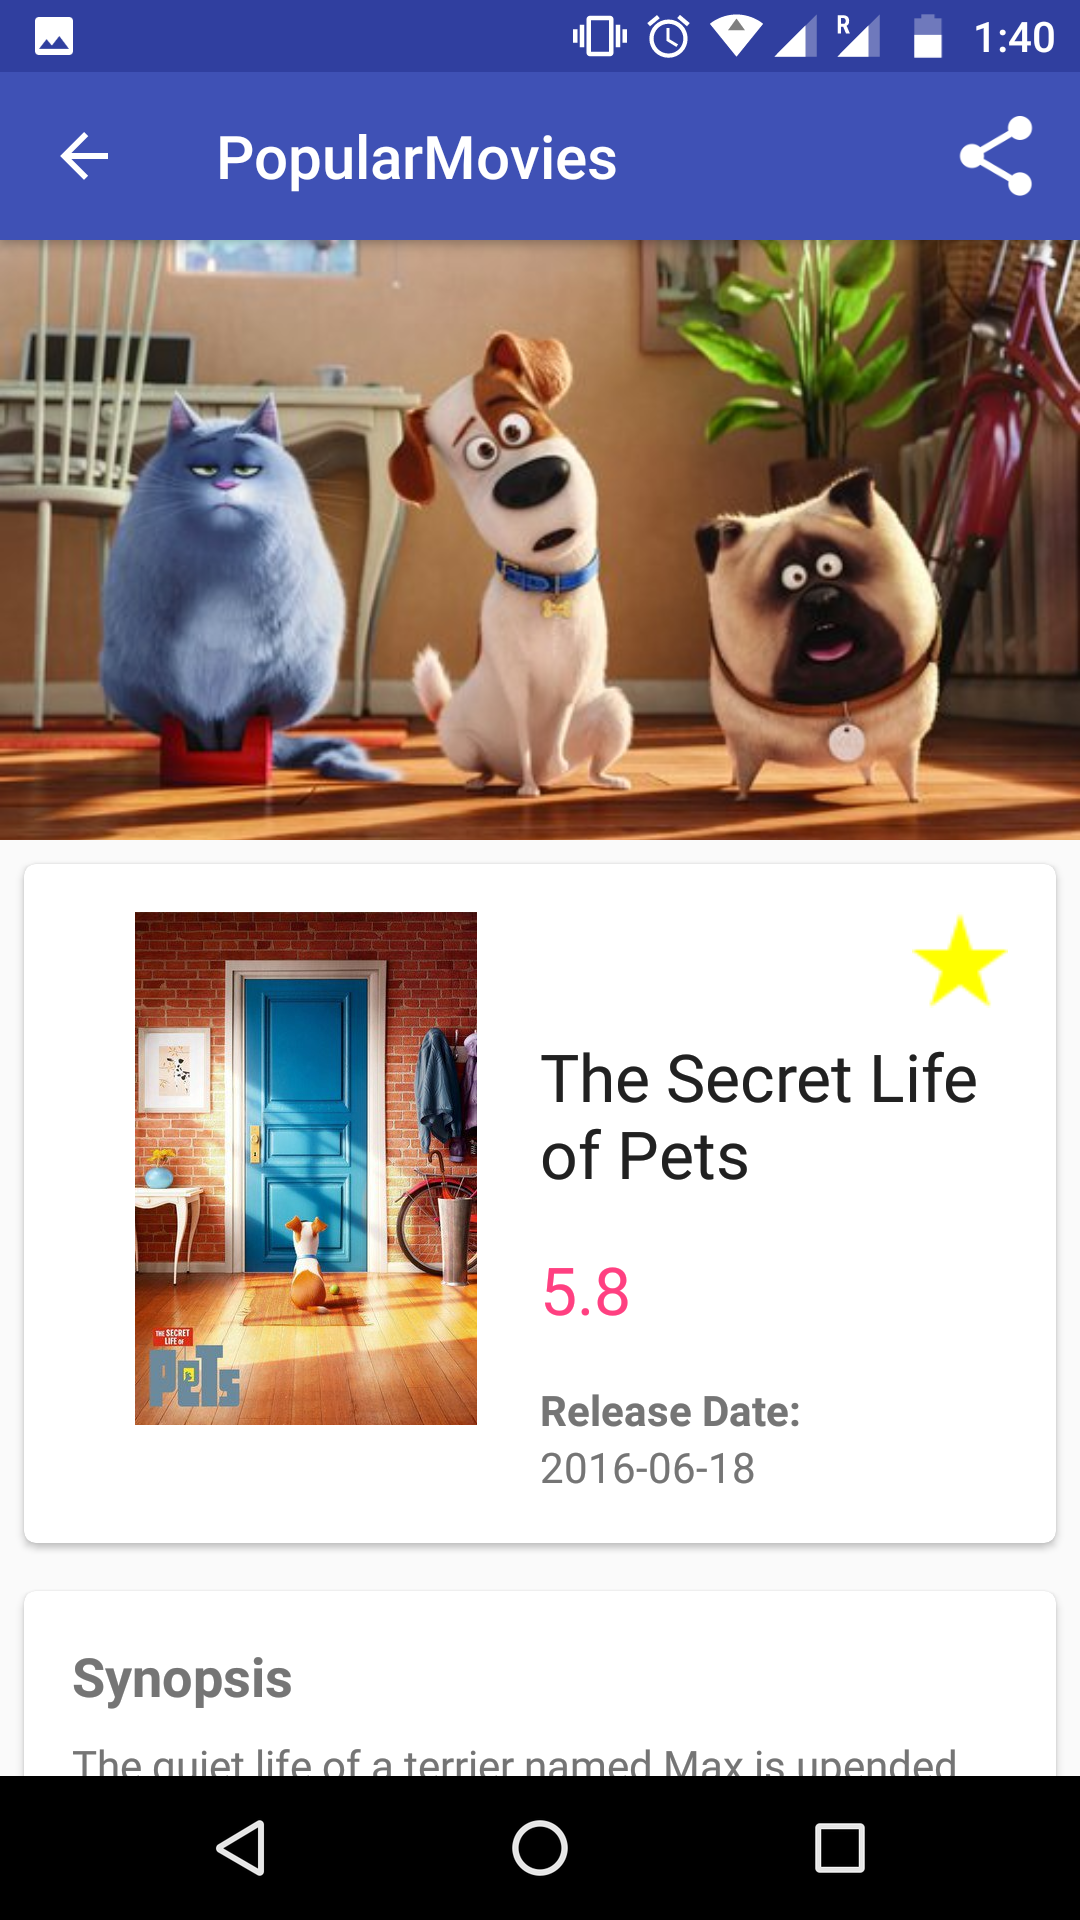 R
1:40
PopularMovies
The Secret Life
of Pets
THE SECRET
LIFE OF
PETS
5.8
Release Date:
2016-06-18
Synopsis
The quiet life of a terrier named Max is upended